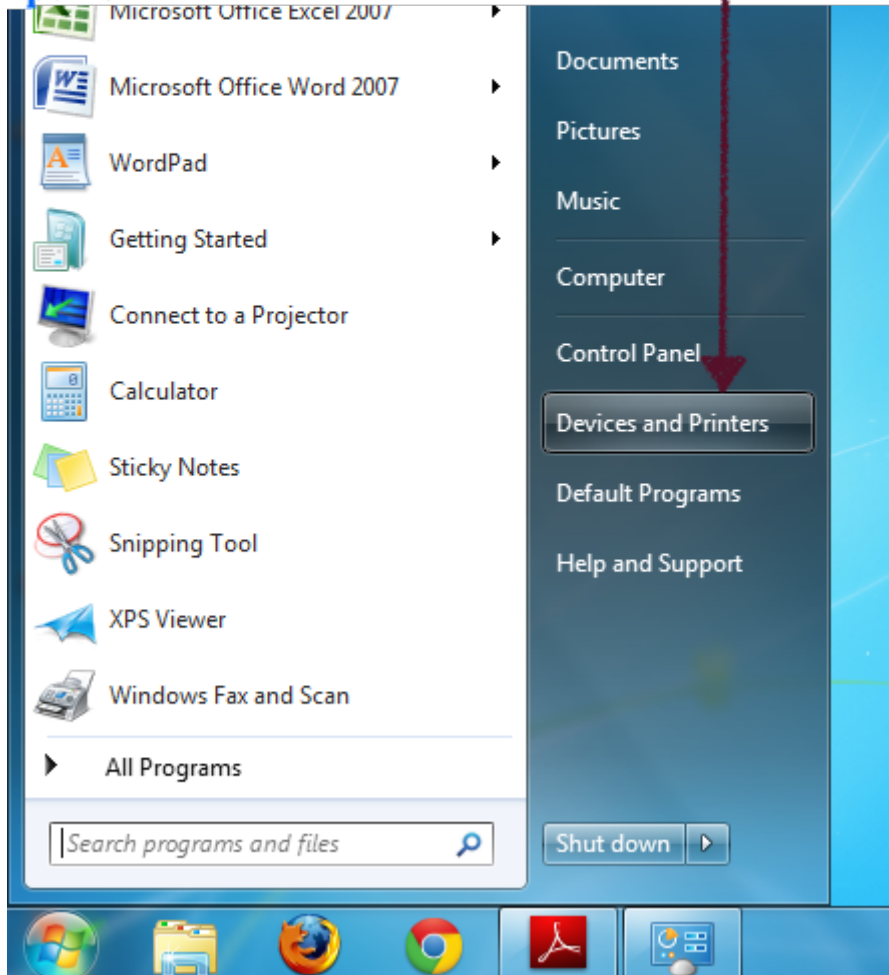 Microsoft Office Excel 2007
Microsoft Office Word 2007
WordPad
Getting Started
Connect to a Projector
Calculator
Sticky Notes
Snipping Tool
XPS Viewer
Windows Fax and Scan
All Programs
Search programs and files
Documents
Pictures
Music
Computer
Control Panel
Devices and Printers
Default Programs
Help and Support
Shut down